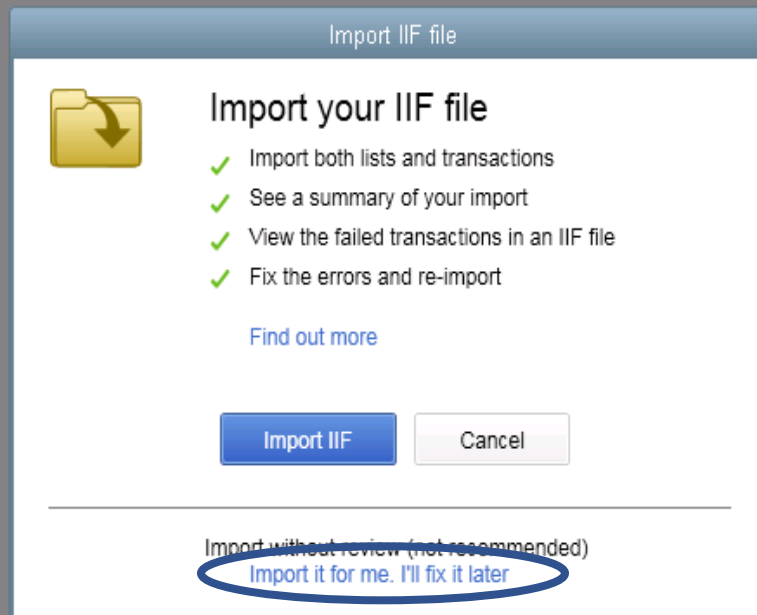 Import IIF file
Import your IIF file
Import both lists and transactions
See a summary of your import
View the failed transactions in an IIF file
Fix the errors and re-import
Find out more
Import IIF
Cancel
Import without review (not recommended)
Import it for me. I'll fix it later